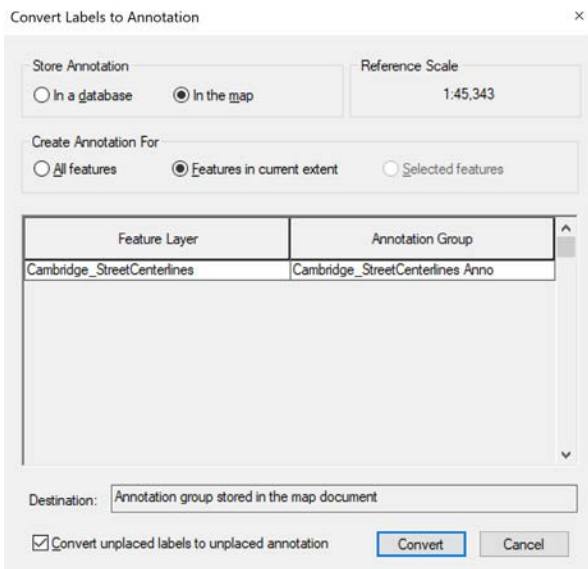 Convert Labels to Annotation
Store Annotation
In a database In the map
Reference Scale
1:45,343
Create Annotation For
All features Features in current extent Selected features
Feature Layer Annotation Group
Cambridge_StreetCenterlines Cambridge_StreetCenterlines Anno
Destination: Annotation group stored in the map document
Convert unplaced labels to unplaced annotation Convert Cancel